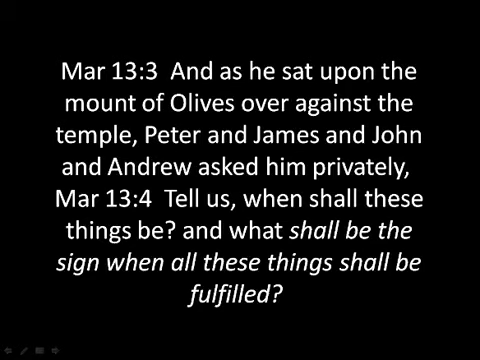 Mar 13:3  And as he sat upon the
mount of Olives over against the
temple, Peter and James and John
and Andrew asked him privately,
Mar 13:4  Tell us, when shall these
things be? and what shall be the
sign when all these things shall be
fulfilled?